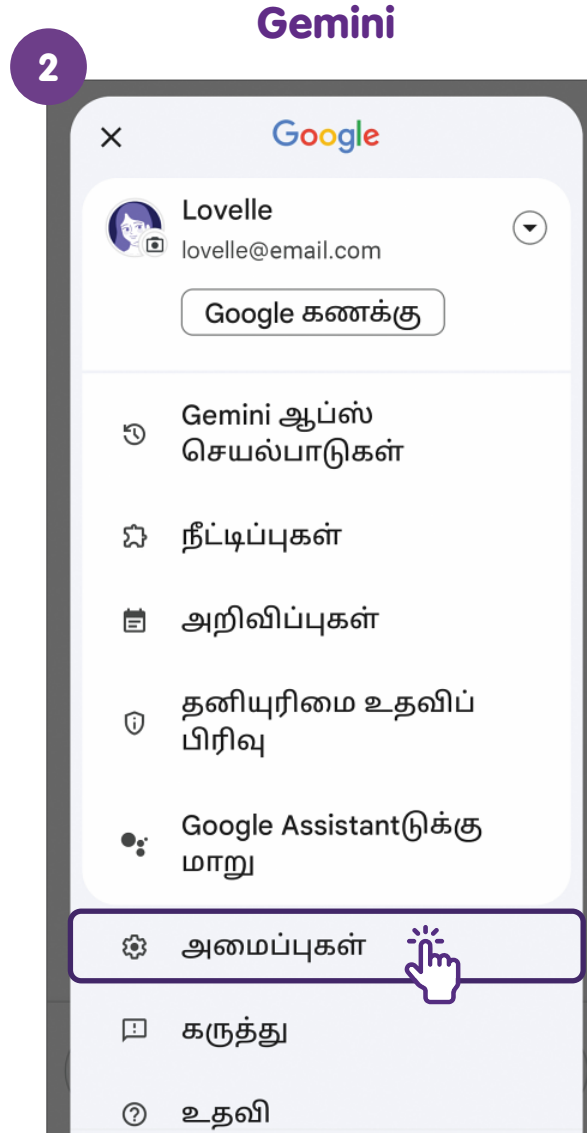 Gemini
2
Google
Lovelle
lovelle@email.com
Google கணக்கு
Gemini ஆப்ஸ்
செயல்பாடுகள்
நீட்டிப்புகள்
அறிவிப்புகள்
தனியுரிமை உதவிப்
பிரிவு
Google Assistantடுக்கு
மாறு
அமைப்புகள்
கருத்து
உதவி